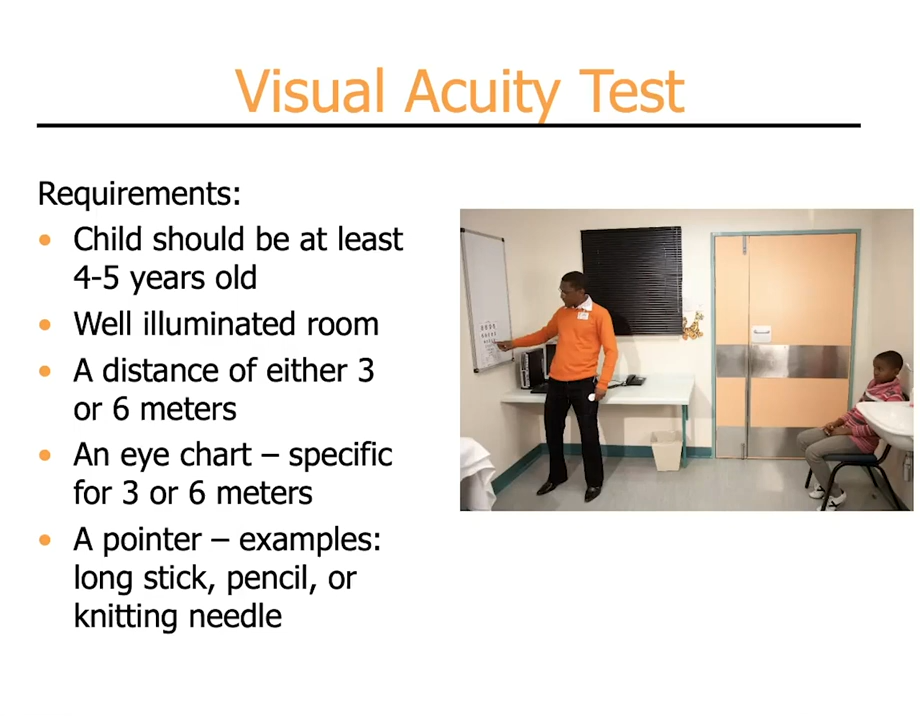 Visual Acuity Test
Requirements:
• Child should be at least
4-5 years old
• Well illuminated room
• A distance of either 3
or 6 meters
• An eye chart – specific
for 3 or 6 meters
• A pointer – examples:
long stick, pencil, or
knitting needle